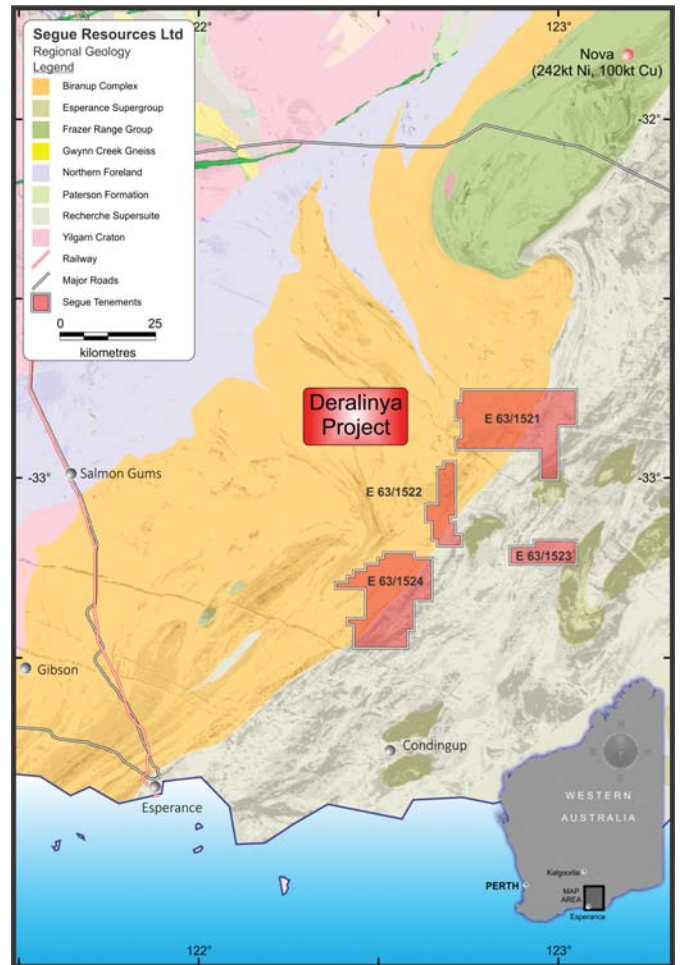 Segue Resources Ltd
Regional Geology
Legend
Biranup Complex
Esperance Supergroup
Frazer Range Group
Gwynn Creek Gneiss
Northern Foreland
Paterson Formation
Recherche Supersuite
Yilgarn Craton
Railway
Major Roads
Segue Tenements
0 25
kilometres
122°
123°
Nova
(242kt Ni, 100kt Cu)
-32°
Deralinya
Project
E 63/1521
-33°
Salmon Gums
-33°
E 63/1522
E 63/1523
E 63/1524
Gibson
Condingup
Esperance
WESTERN
AUSTRALIA
Kalgoorlie
PERTH
MAP
AREA
Esperance
122°
123°